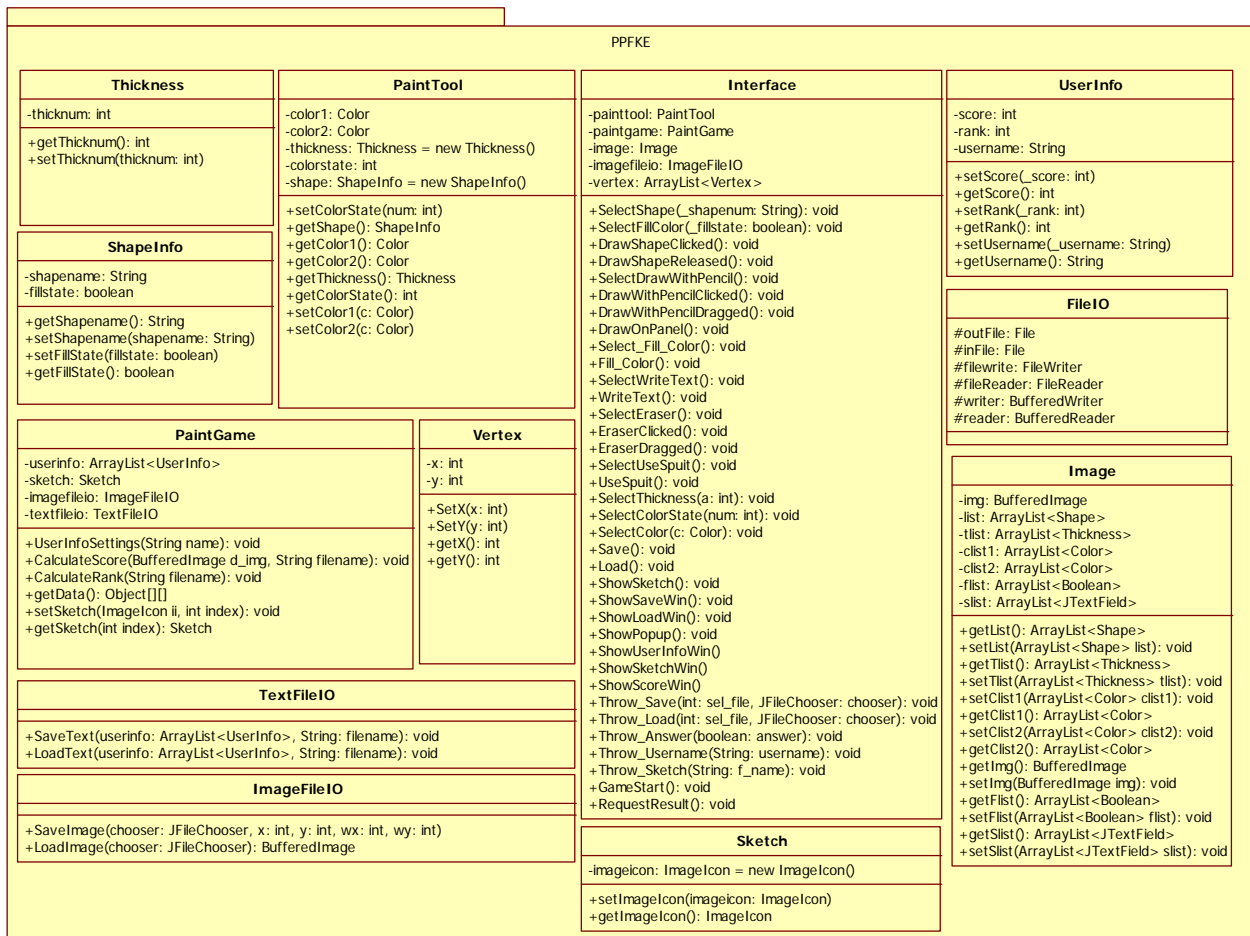 PPFKE
Thickness
-thicknum: int
+getThicknum(): int
+setThicknum(thicknum: int)
ShapeInfo
-shapename: String
-fillstate: boolean
+getShapename(): String
+setShapename(shapename: String)
+setFillState(fillstate: boolean)
+getFillState(): boolean
PaintTool
-color1: Color
-color2: Color
-thickness: Thickness = new Thickness()
-colorstate: int
-shape: ShapeInfo = new ShapeInfo()
+setColorState(num: int)
+getShape(): ShapeInfo
+getColor1(): Color
+getColor2(): Color
+getThickness(): Thickness
+getColorState(): int
+setColor1(c: Color)
+setColor2(c: Color)
PaintGame
-userinfo: ArrayList<UserInfo>
-sketch: Sketch
-imagefileio: ImageFileIO
-textfileio: TextFileIO
+UserInfoSettings(String name): void
+CalculateScore(BufferedImage d_img, String filename): void
+CalculateRank(String filename): void
+getData(): Object[][]
+setSketch(ImageIcon ii, int index): void
+getSketch(int index): Sketch
Vertex
-x: int
-y: int
+SetX(x: int)
+SetY(y: int)
+getX(): int
+getY(): int
TextFileIO
+SaveText(userinfo: ArrayList<UserInfo>, String: filename): void
+LoadText(userinfo: ArrayList<UserInfo>, String: filename): void
ImageFileIO
+SaveImage(chooser: JFileChooser, x: int, y: int, wx: int, wy: int)
+LoadImage(chooser: JFileChooser): BufferedImage
Interface
-painttool: PaintTool
-paintgame: PaintGame
-image: Image
-imagefileio: ImageFileIO
-vertex: ArrayList<Vertex>
+SelectShape(_shapenum: String): void
+SelectFillColor(_fillstate: boolean): void
+DrawShapeClicked(): void
+DrawShapeReleased(): void
+SelectDrawWithPencil(): void
+DrawWithPencilClicked(): void
+DrawWithPencilDragged(): void
+DrawOnPanel(): void
+Select_Fill_Color(): void
+Fill_Color(): void
+SelectWriteText(): void
+WriteText(): void
+SelectEraser(): void
+EraserClicked(): void
+EraserDragged(): void
+SelectUseSpuit(): void
+UseSpuit(): void
+SelectThickness(a: int): void
+SelectColorState(num: int): void
+SelectColor(c: Color): void
+Save(): void
+Load(): void
+ShowSketch(): void
+ShowSaveWin(): void
+ShowLoadWin(): void
+ShowPopup(): void
+ShowUserInfoWin()
+ShowSketchWin()
+ShowScoreWin()
+Throw_Save(int: sel_file, JFileChooser: chooser): void
+Throw_Load(int: sel_file, JFileChooser: chooser): void
+Throw_Answer(boolean: answer): void
+Throw_Username(String: username): void
+Throw_Sketch(String: f_name): void
+GameStart(): void
+RequestResult(): void
Sketch
-imageicon: ImageIcon = new ImageIcon()
+setImageIcon(imageicon: ImageIcon)
+getImageIcon(): ImageIcon
UserInfo
-score: int
-rank: int
-username: String
+setScore(_score: int)
+getScore(): int
+setRank(_rank: int)
+getRank(): int
+setUsername(_username: String)
+getUsername(): String
FileIO
#outFile: File
#inFile: File
#filewrite: FileWriter
#fileReader: FileReader
#writer: BufferedWriter
#reader: BufferedReader
Image
-img: BufferedImage
-list: ArrayList<Shape>
-tlist: ArrayList<Thickness>
-clist1: ArrayList<Color>
-clist2: ArrayList<Color>
-flist: ArrayList<Boolean>
-slist: ArrayList<JTextField>
+getList(): ArrayList<Shape>
+setList(ArrayList<Shape> list): void
+getTlist(): ArrayList<Thickness>
+setTlist(ArrayList<Thickness> tlist): void
+setClist1(ArrayList<Color> clist1): void
+getClist1(): ArrayList<Color>
+setClist2(ArrayList<Color> clist2): void
+getClist2(): ArrayList<Color>
+getImg(): BufferedImage
+setImg(BufferedImage img): void
+getFlist(): ArrayList<Boolean>
+setFlist(ArrayList<Boolean> flist): void
+getSlist(): ArrayList<JTextField>
+setSlist(ArrayList<JTextField> slist): void